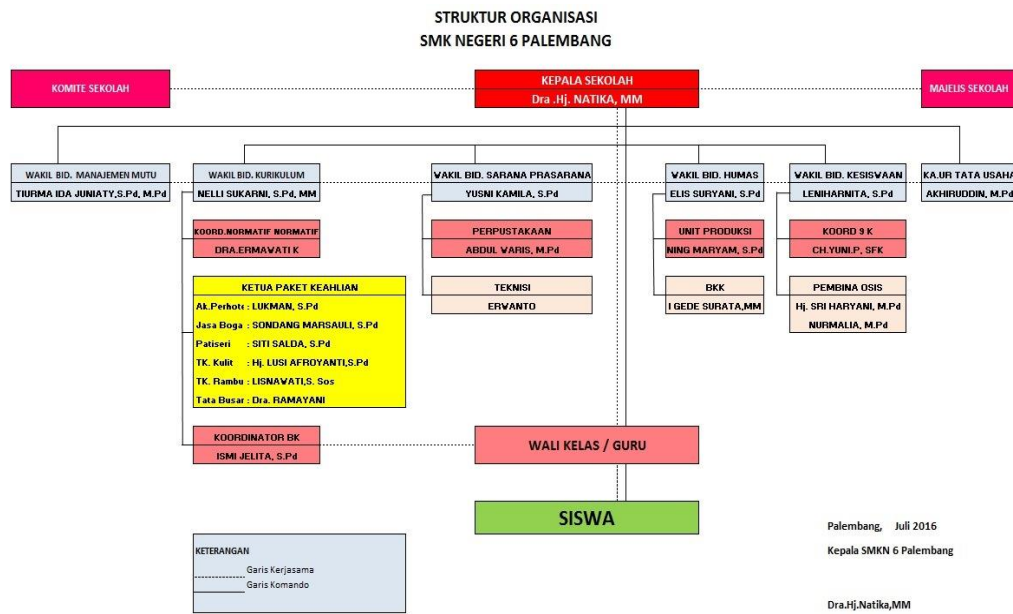 STRUKTUR ORGANISASI
SMK NEGERI 6 PALEMBANG
KOMITE SEKOLAH
KEPALA SEKOLAH
Dra .Hj. NATIKA, MM
MAJELIS SEKOLAH
WAKIL BID. MANAJEMEN MUTU
TIURMA IDA JUNIATY,S.Pd, M.Pd
WAKIL BID. KURIKULUM
NELLI SUKARNI, S.Pd, MM
WAKIL BID. SARANA PRASARANA
YUSNI KAMILA, S.Pd
WAKIL BID. HUMAS
ELIS SURYANI, S.Pd
WAKIL BID. KESISWAAN
LENIHARNITA, S.Pd
KA.UR TATA USAHA
AKHIRUDDIN, M.Pd
KOORD.NORMATIF NORMATIF
DRA.ERMAWATI K
PERPUSTAKAAN
ABDUL WARIS, M.Pd
UNIT PRODUKSI
NING MARYAM, S.Pd
KOORD 9 K
CH.YUNI.P, SFK
KETUA PAKET KEAHLIAN
Ak.Perhote : LUKMAN, S.Pd
Jasa Boga : SONDANG MARSAULI, S.Pd
Patiseri : SITI SALDA, S.Pd
TK. Kulit : Hj. LUSI AFROYANTI,S.Pd
TK. Rambu : LISNAWATI,S. Sos
Tata Busar : Dra. RAMAYANI
TEKNISI
ERWANTO
BKK
I GEDE SURATA,MM
PEMBINA OSIS
Hj. SRI HARYANI, M.Pd
NURMALIA, M.Pd
KOORDINATOR BK
ISMI JELITA, S.Pd
WALI KELAS / GURU
SISWA
KETERANGAN
Garis Kerjasama
Garis Komando
Palembang, Juli 2016
Kepala SMKN 6 Palembang
Dra.Hj.Natika,MM